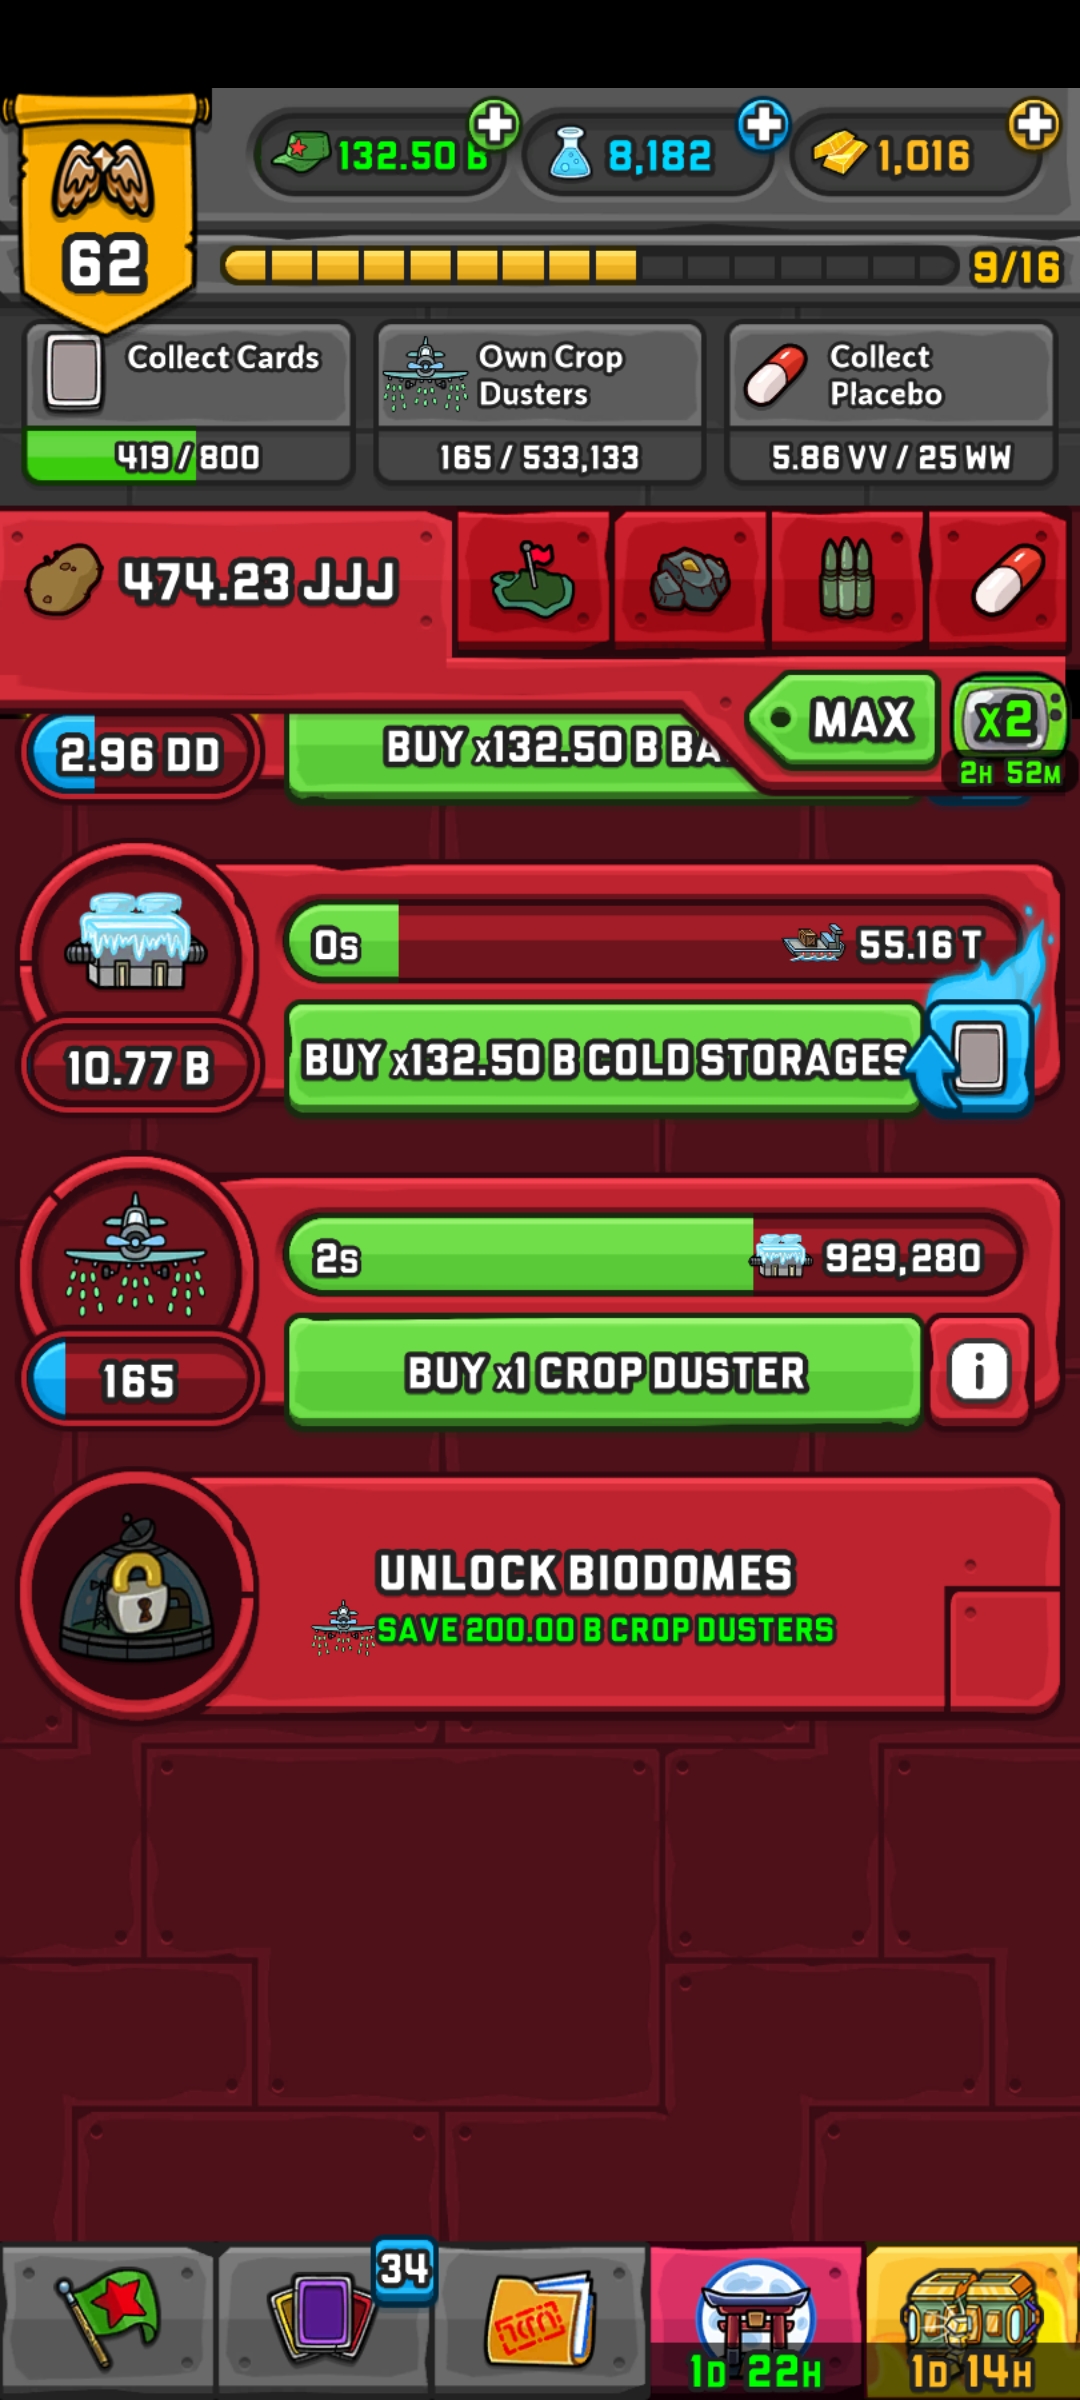 132.50 B
8,182
1,016
62
9/16
Collect Cards
419 / 800
Own Crop
Dusters
165 / 533,133
Collect
Placebo
5.86 VV / 25 WW
474.23 JJJ
MAX
x2
2H 52M
2.96 DD
BUY x132.50 B BA
0s
55.16 T
10.77 B
BUY x132.50 B COLD STORAGES
2s
929,280
165
BUY x1 CROP DUSTER
i
UNLOCK BIODOMES
SAVE 200.00 B CROP DUSTERS
34
1D 22H
1D 14H